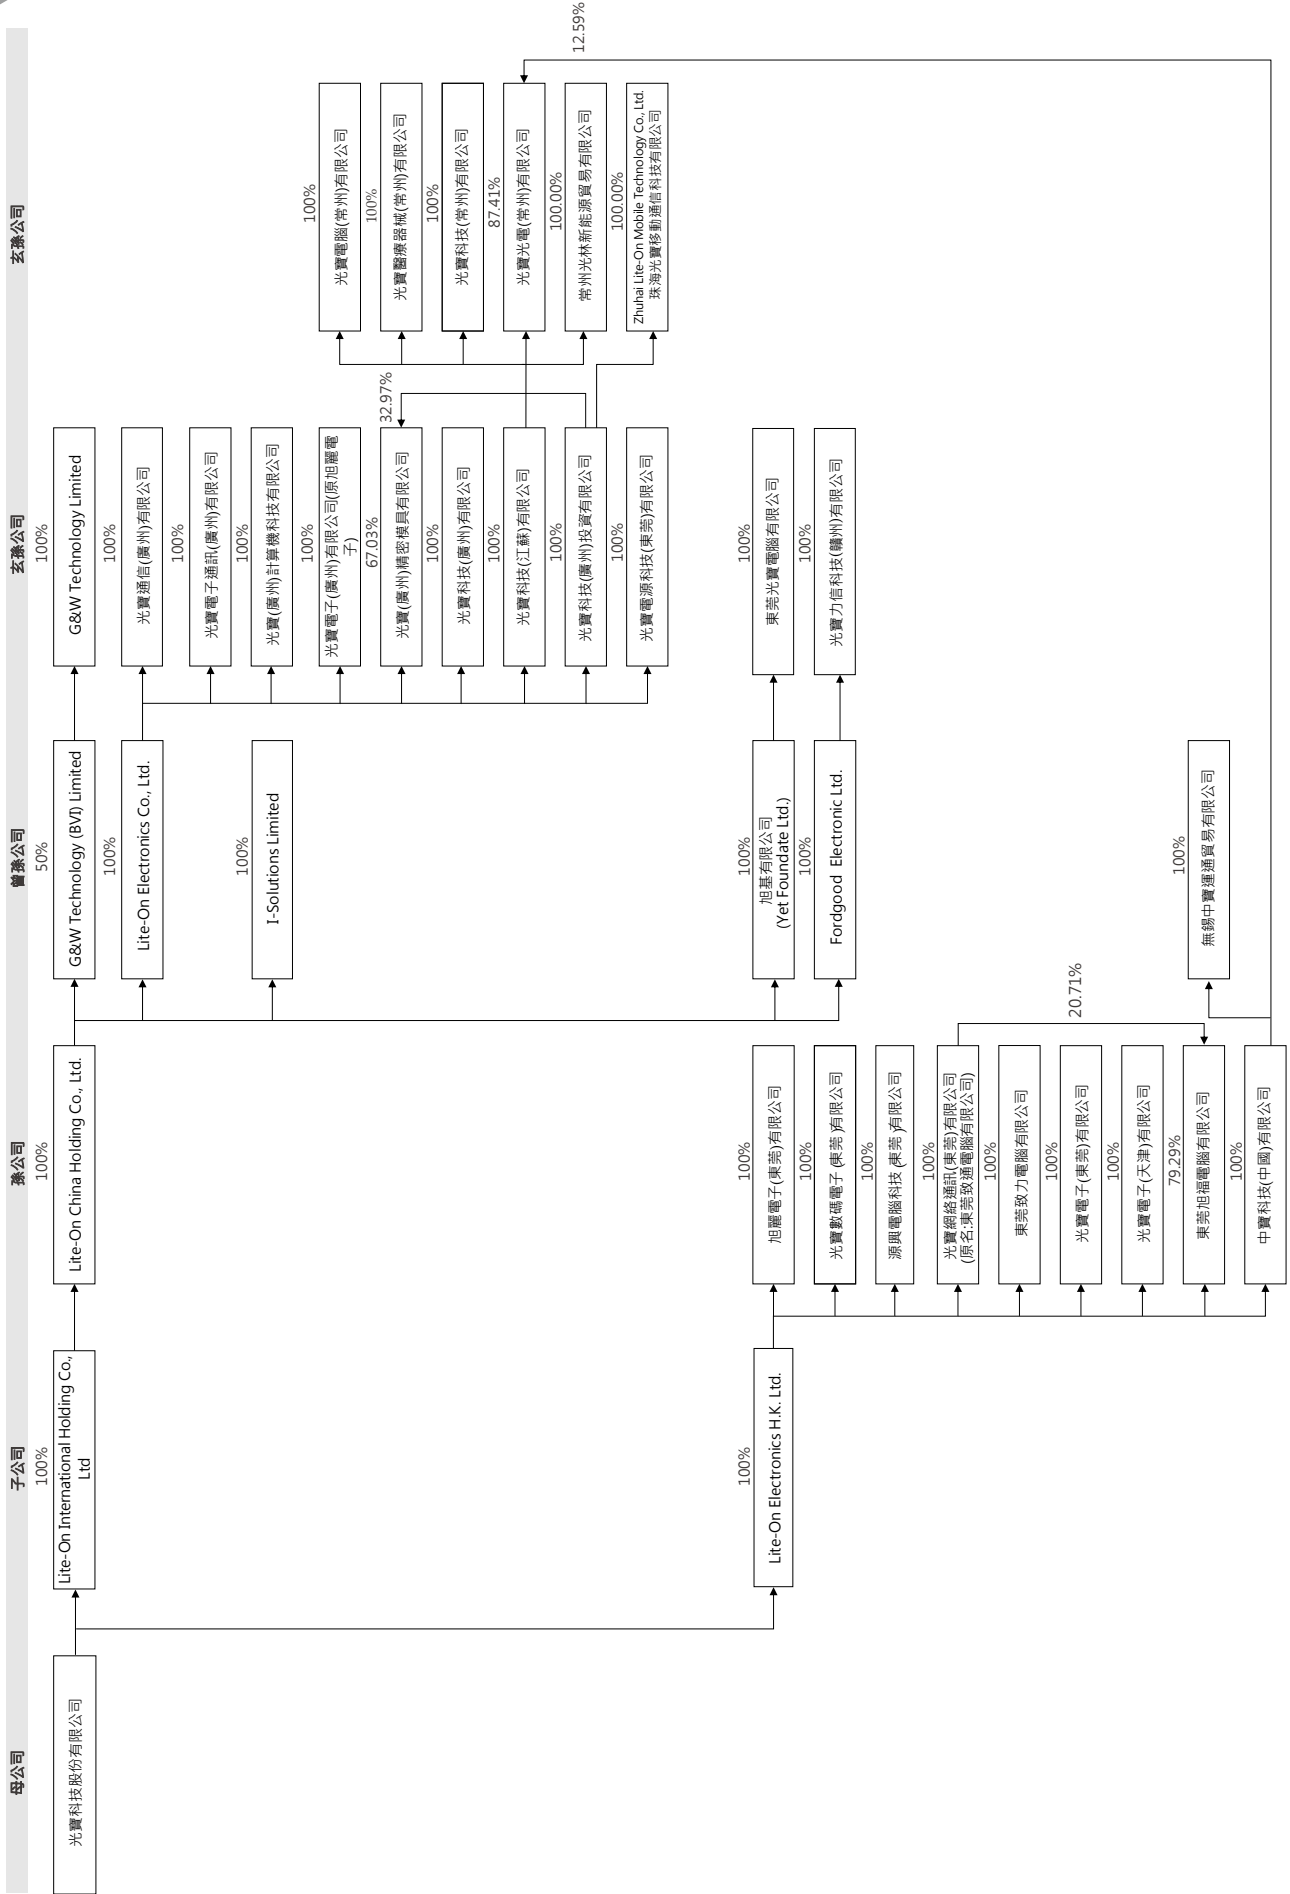 母公司
子公司
孫公司
曾孫公司
玄孫公司
玄孫公司
光寶科技股份有限公司
100%
Lite-On International Holding Co.,
Ltd
100%
Lite-On Electronics H.K. Ltd.
100%
Lite-On China Holding Co., Ltd.
100%
旭麗電子(東莞)有限公司
100%
光寶數碼電子(東莞)有限公司
100%
源興電腦科技(東莞)有限公司
100%
光寶網絡通訊(東莞)有限公司
(原名:東莞致通電腦有限公司)
100%
東莞致力電腦有限公司
100%
光寶電子(東莞)有限公司
100%
光寶電子(天津)有限公司
79.29%
東莞旭福電腦有限公司
100%
中寶科技(中國)有限公司
20.71%
50%
G&W Technology (BVI) Limited
100%
Lite-On Electronics Co., Ltd.
100%
I-Solutions Limited
100%
旭基有限公司
(Yet Foundate Ltd.)
100%
Fordgood Electronic Ltd.
100%
無錫中寶運通貿易有限公司
100%
G&W Technology Limited
100%
光寶通信(廣州)有限公司
100%
光寶電子通訊(廣州)有限公司
100%
光寶(廣州)計算機科技有限公司
100%
光寶電子(廣州)有限公司(原旭麗電
子)
67.03%
光寶(廣州)精密模具有限公司
100%
光寶科技(廣州)有限公司
100%
光寶科技(江蘇)有限公司
100%
光寶科技(廣州)投資有限公司
100%
光寶電源科技(東莞)有限公司
32.97%
100%
東莞光寶電腦有限公司
100%
光寶力信科技(贛州)有限公司
100%
光寶電腦(常州)有限公司
100%
光寶醫療器械(常州)有限公司
100%
光寶科技(常州)有限公司
87.41%
光寶光電(常州)有限公司
100.00%
常州光林新能源貿易有限公司
100.00%
Zhuhai Lite-On Mobile Technology Co., Ltd.
珠海光寶移動通信科技有限公司
12.59%